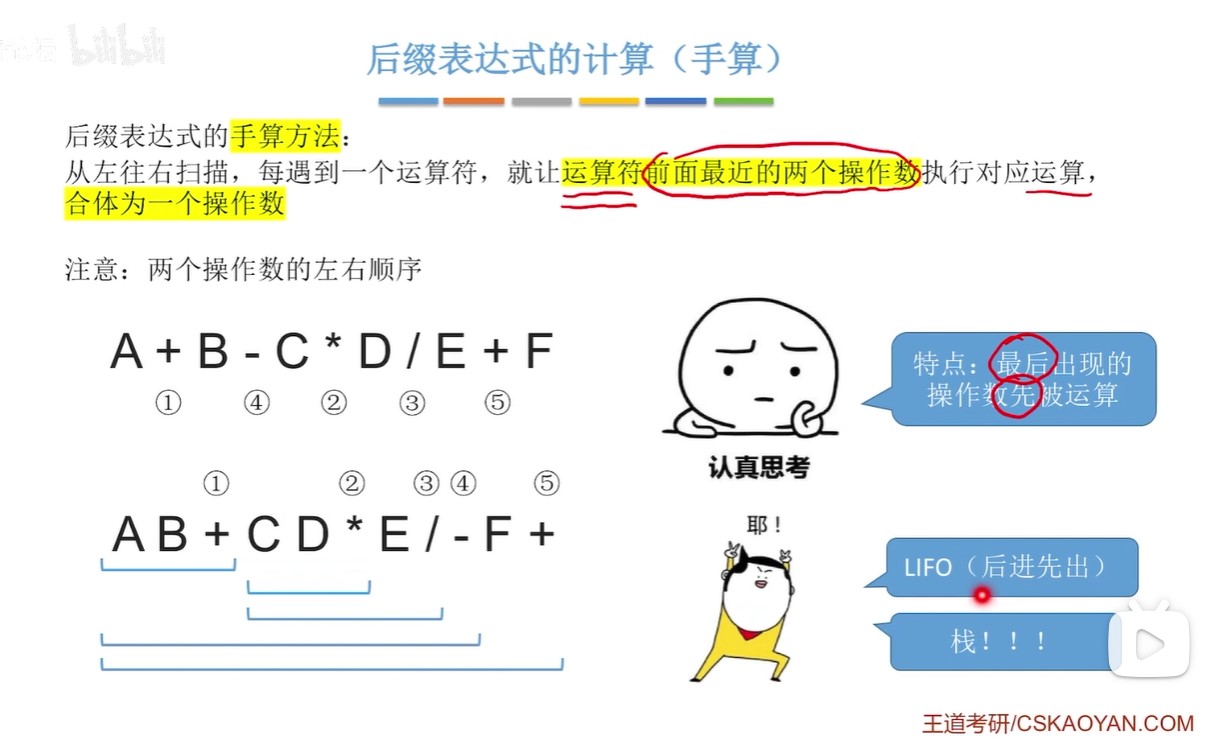 bilibili
后缀表达式的计算（手算）
后缀表达式的手算方法：
从左往右扫描，每遇到一个运算符，就让运算符前面最近的两个操作数执行对应运算，
合体为一个操作数
注意：两个操作数的左右顺序
A + B - C * D / E + F
① ④ ② ③ ⑤
① ② ③ ④ ⑤
A B + C D * E / - F +
特点：最后出现的
操作数先被运算
认真思考
耶！
LIFO（后进先出）
栈！！！
王道考研/CSKAOYAN.COM